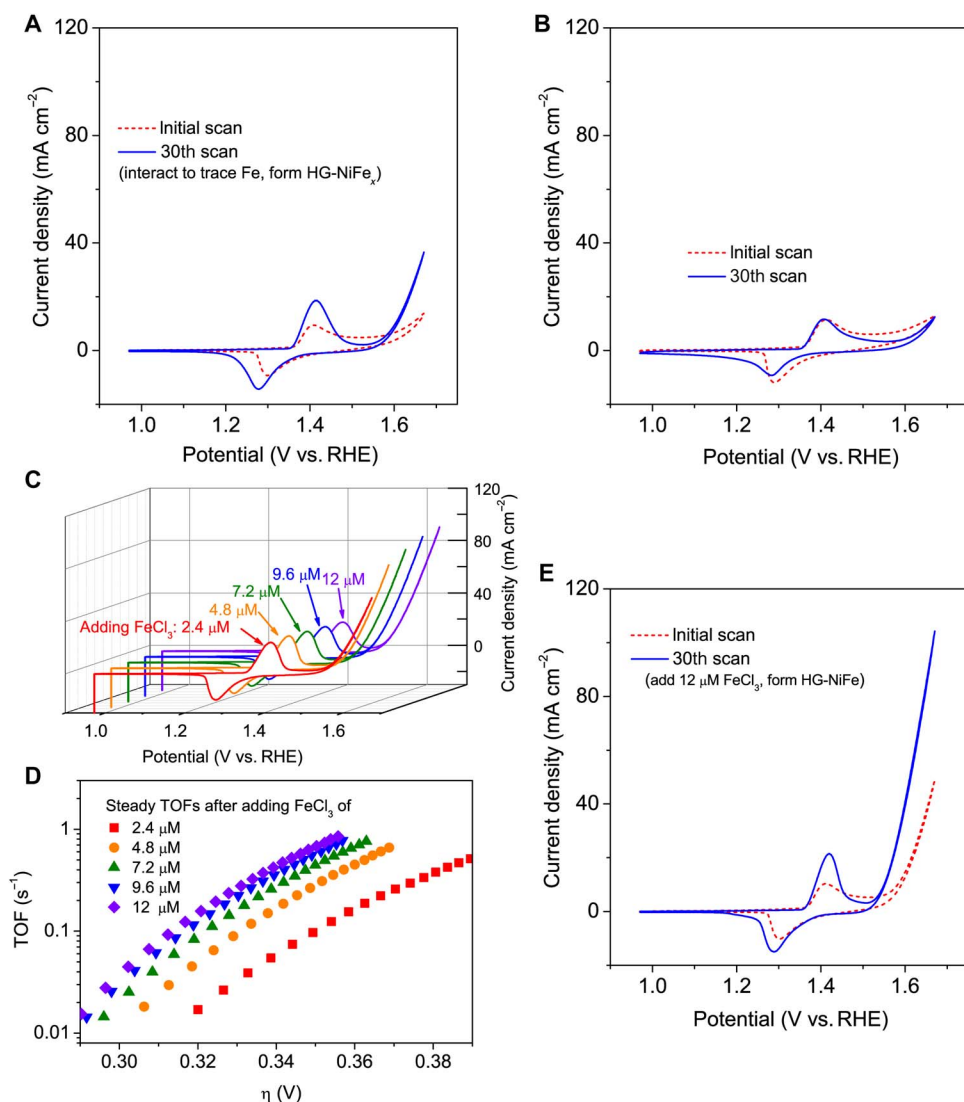 A
120
80
40
0
Current density (mA cm⁻²)
Initial scan
30th scan
(interact to trace Fe, form HG-NiFeₓ)
1.0 1.2 1.4 1.6
Potential (V vs. RHE)
B
120
80
40
0
Current density (mA cm⁻²)
Initial scan
30th scan
1.0 1.2 1.4 1.6
Potential (V vs. RHE)
C
120
80
40
0
Current density (mA cm⁻²)
9.6 μM
12 μM
7.2 μM
4.8 μM
Adding FeCl₃: 2.4 μM
1.0 1.2 1.4 1.6
Potential (V vs. RHE)
D
Steady TOFs after adding FeCl₃ of
2.4 μM
4.8 μM
7.2 μM
9.6 μM
12 μM
1
0.1
0.01
TOF (s⁻¹)
0.30 0.32 0.34 0.36 0.38
η (V)
E
120
80
40
0
Current density (mA cm⁻²)
Initial scan
30th scan
(add 12 μM FeCl₃, form HG-NiFe)
1.0 1.2 1.4 1.6
Potential (V vs. RHE)